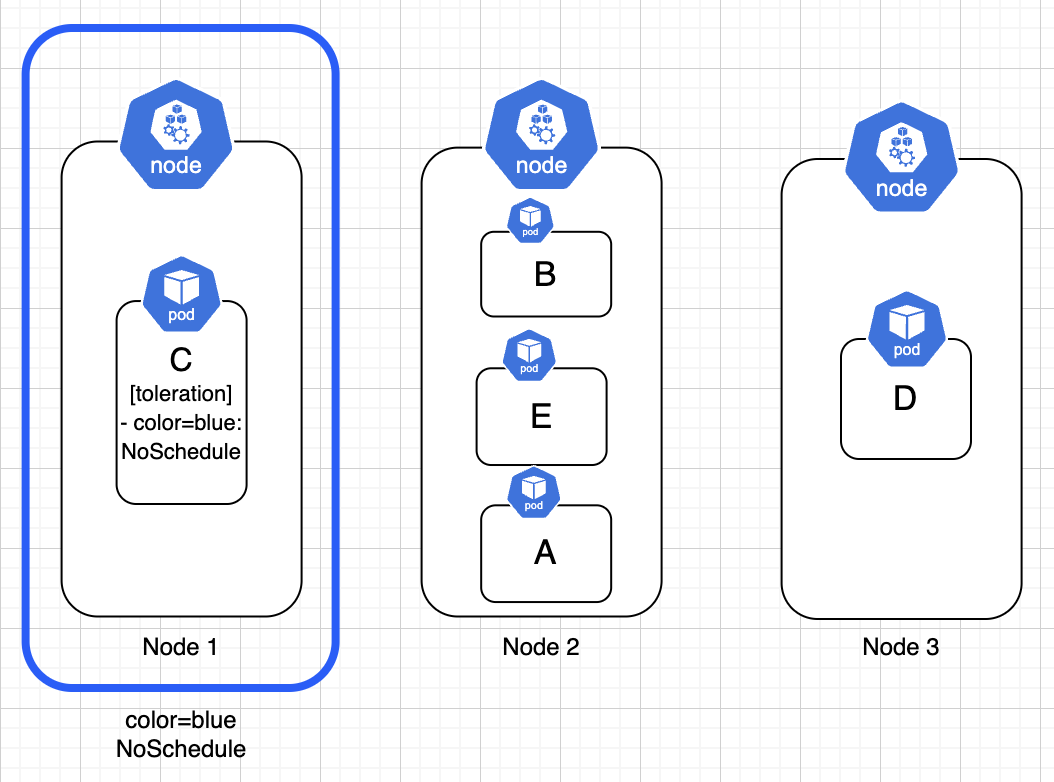 node
pod
C
[toleration]
- color=blue:
NoSchedule
Node 1
color=blue
NoSchedule
node
pod
B
pod
E
pod
A
Node 2
node
pod
D
Node 3